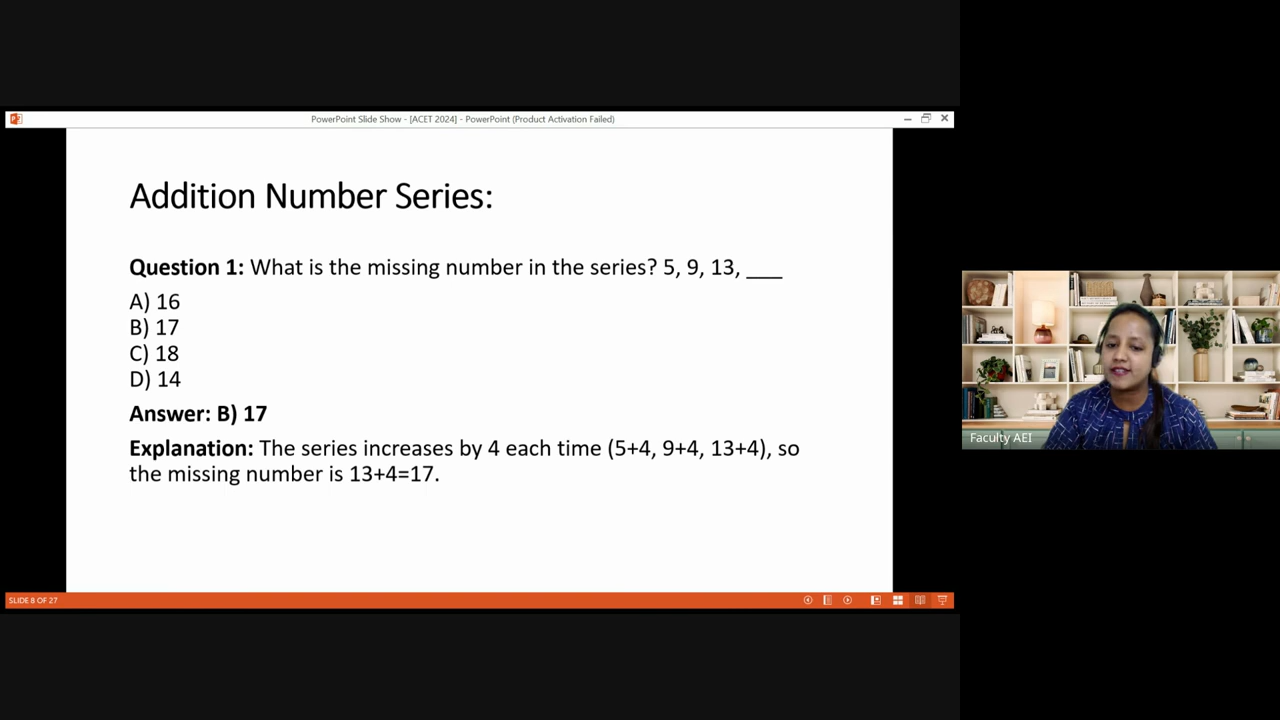 PowerPoint Slide Show - [ACET 2024] - PowerPoint (Product Activation Failed)
Addition Number Series:
Question 1: What is the missing number in the series? 5, 9, 13, ___
A) 16
B) 17
C) 18
D) 14
Answer: B) 17
Explanation: The series increases by 4 each time (5+4, 9+4, 13+4), so
the missing number is 13+4=17.
Faculty AEI
SLIDE 8 OF 27